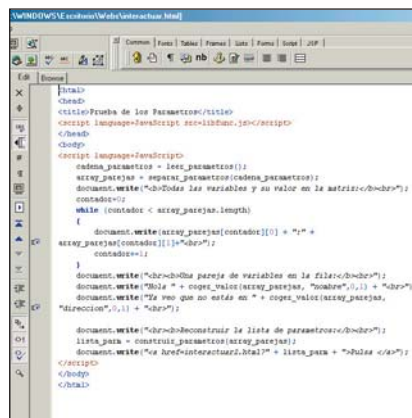 \WINDOWS\Escritorio\Webs\interactuar.html]
Common Fonts Tables Frames Lists Forms Script JSP
nb
Edit Browse
<html>
<head>
<title>Prueba de los Parametros</title>
<script language=JavaScript src=libfunc.js></script>
</head>
<body>
<script language=JavaScript>
cadena_parametros = leer_parametros();
array_parejas = separar_parametros(cadena_parametros);
document.write("<b>Todas las variables y su valor en la matriz:</b><br>");
contador=0;
while (contador < array_parejas.length)
{
document.write(array_parejas[contador][0] + ":" +
array_parejas[contador][1]+"<br>");
contador+=1;
}
document.write("<br><b>Una pareja de variables en la fila:</b><br>");
document.write("Hola " + coger_valor(array_parejas, "nombre",0,1) + "<br>");
document.write("Ya veo que no estás en " + coger_valor(array_parejas,
"direccion",0,1) + "<br>");
document.write("<br><b>Reconstruir la lista de parametros:</b><br>");
lista_para = construir_parametros(array_parejas);
document.write("<a href=interactuar2.html?" + lista_para + ">Pulsa </a>");
</script>
</body>
</html>